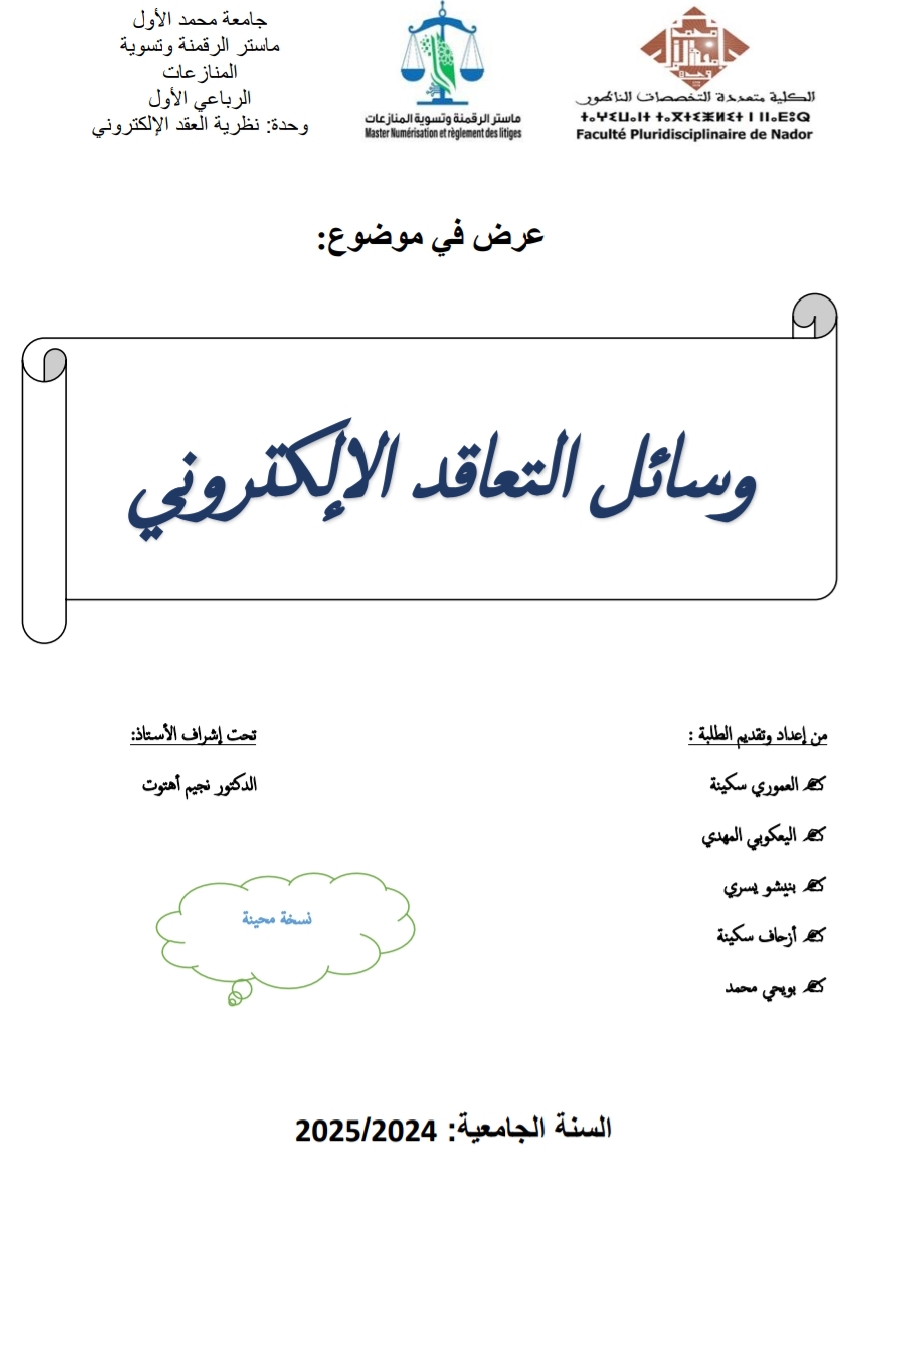 جامعة محمد الأول
ماستر الرقمنة وتسوية
المنازعات
الرباعي الأول
وحدة: نظرية العقد الإلكتروني
ماستر الرقمنة وتسوية المنازعات
Master Numérisation et règlement des litiges
الكلية متعددة التخصصات الناظور
ⵜⴰⵖⵉⵡⴰⵏⵜ ⵜⴰⴳⵜⵉⵣⵍⵉⵜ ⵏ ⵏⵏⴰⴹⵓⵕ
Faculté Pluridisciplinaire de Nador
عرض في موضوع:
وسائل التعاقد الإلكتروني
من إعداد وتقديم الطلبة :
العموري سكينة
اليعكوبي المهدي
بنيشو يسري
أزحاف سكينة
بويحي محمد
تحت إشراف الأستاذ:
الدكتور نجيم أهتوت
نسخة محينة
السنة الجامعية: 2025/2024